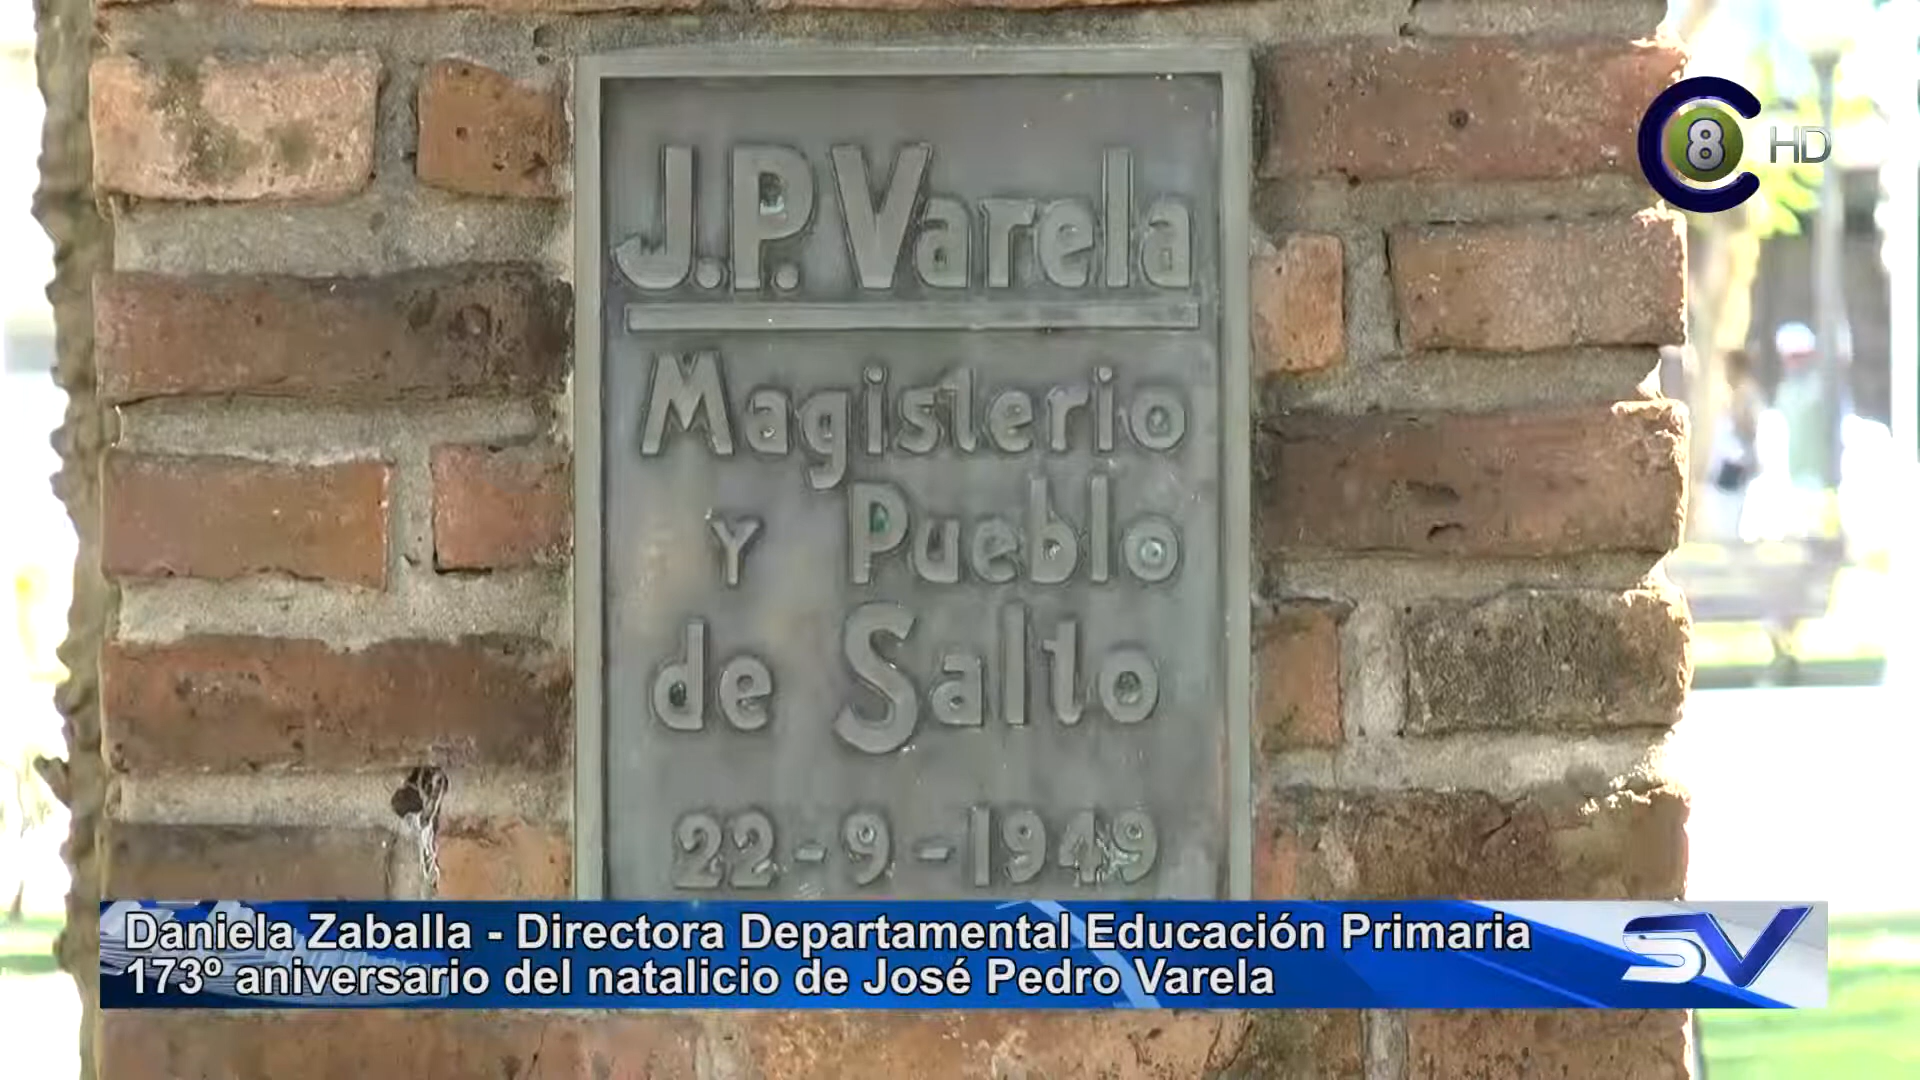 J.P. Varela
Magisterio
y Pueblo
de Salto
22-9-1949
C8 HD
Daniela Zaballa - Directora Departamental Educación Primaria
173º aniversario del natalicio de José Pedro Varela
SV